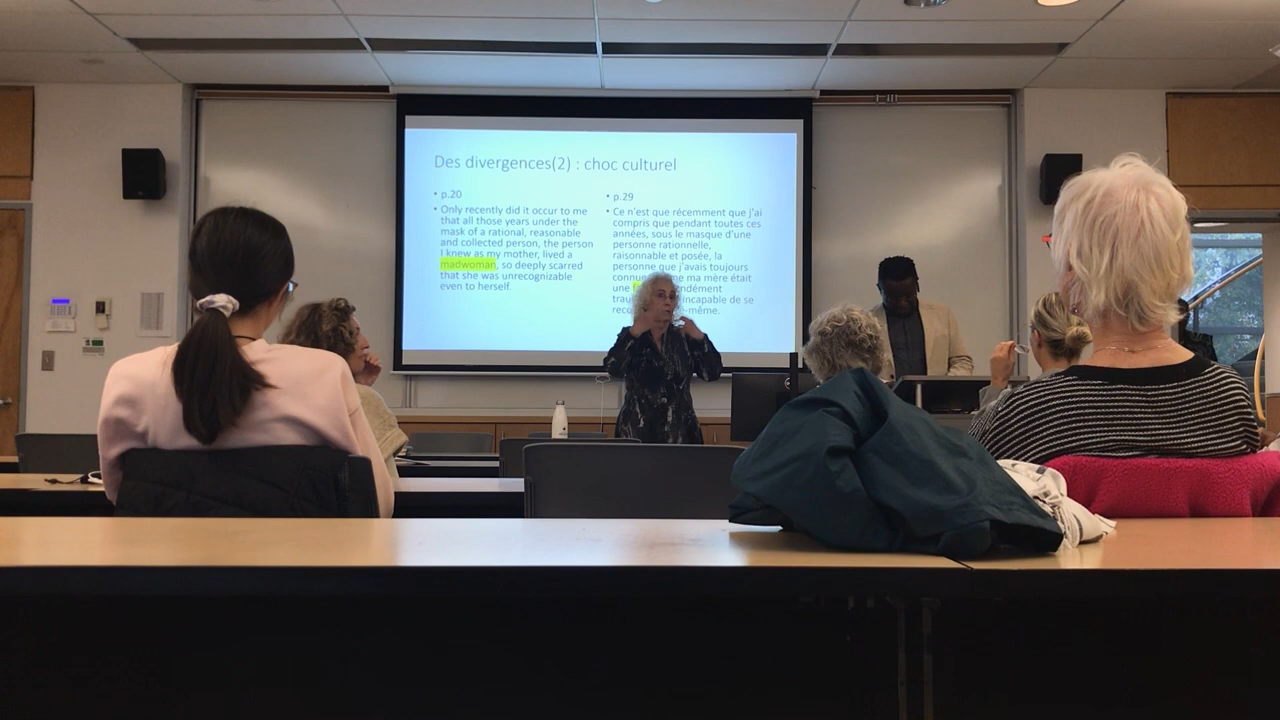 Des divergences(2) : choc culturel
• p.20
• Only recently did it occur to me
that all those years under the
mask of a rational, reasonable
and collected person, the person
I knew as my mother, lived a
madwoman, so deeply scarred
that she was unrecognizable
even to herself.
• p.29
• Ce n'est que récemment que j'ai
compris que pendant toutes ces
années, sous le masque d'une
personne rationnelle,
raisonnable et posée, la
personne que j'avais toujours
ma mère était
une
incapable de se
même.